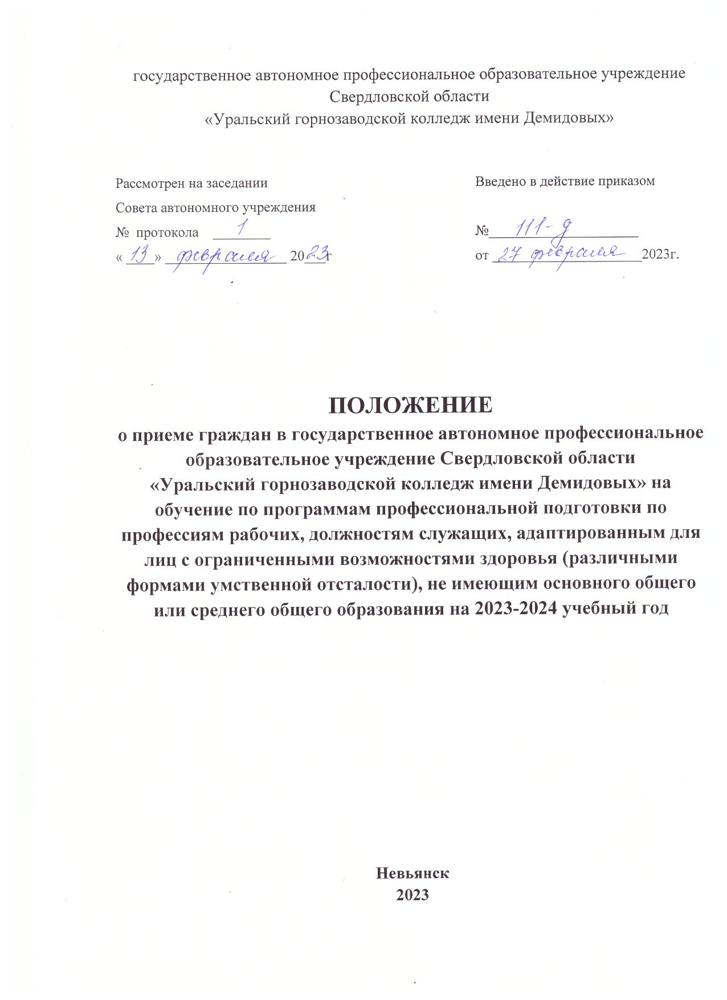 государственное автономное профессиональное образовательное учреждение
Свердловской области
«Уральский горнозаводской колледж имени Демидовых»
Рассмотрен на заседании
Совета автономного учреждения
№ протокола 1
« 13 » февраля 2023г
Введено в действие приказом
№ 111-д
от 27 февраля 2023г.
ПОЛОЖЕНИЕ
о приеме граждан в государственное автономное профессиональное
образовательное учреждение Свердловской области
«Уральский горнозаводской колледж имени Демидовых» на
обучение по программам профессиональной подготовки по
профессиям рабочих, должностям служащих, адаптированным для
лиц с ограниченными возможностями здоровья (различными
формами умственной отсталости), не имеющим основного общего
или среднего общего образования на 2023-2024 учебный год
Невьянск
2023